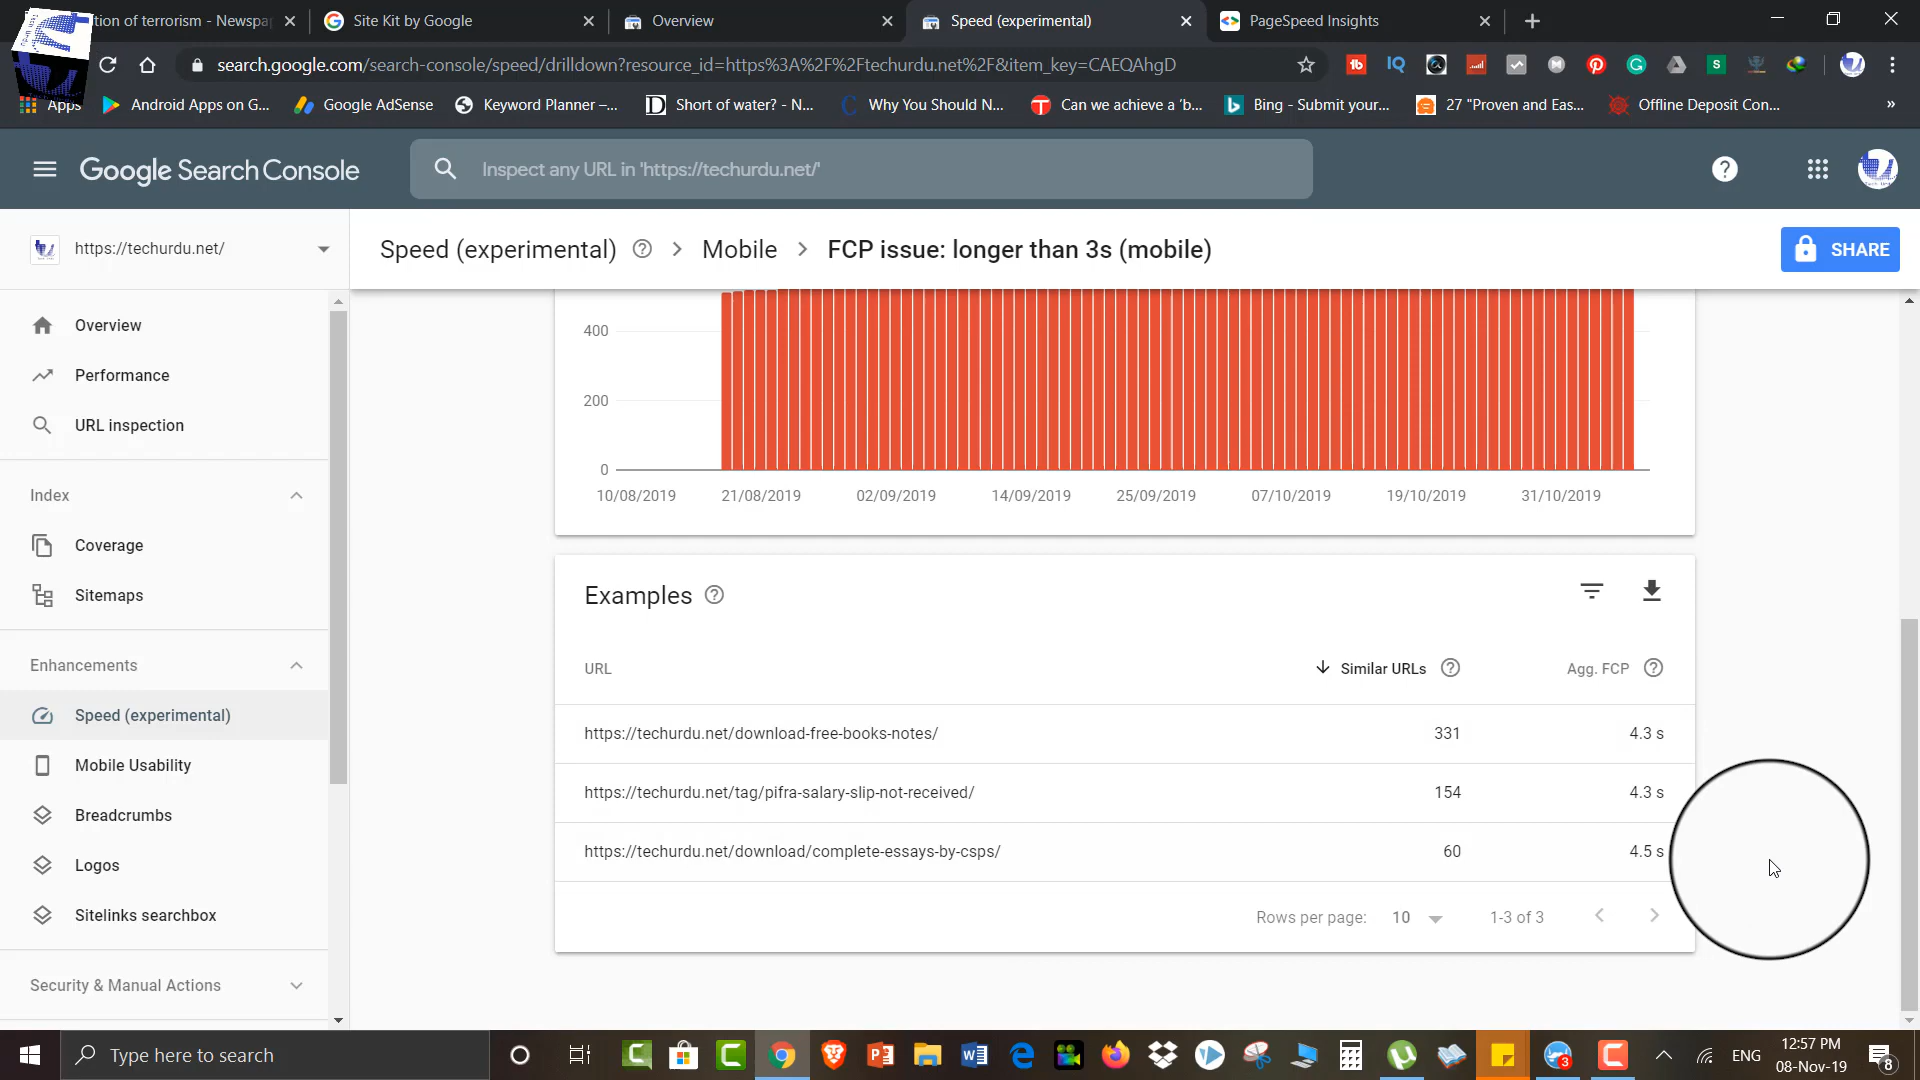 tion of terrorism - Newspa
Site Kit by Google
Overview
Speed (experimental)
PageSpeed Insights
search.google.com/search-console/speed/drilldown?resource_id=https%3A%2F%2Ftechurdu.net%2F&item_key=CAEQAhgD
Apps
Android Apps on G...
Google AdSense
Keyword Planner –...
Short of water? - N...
Why You Should N...
Can we achieve a 'b...
Bing - Submit your...
27 "Proven and Eas...
Offline Deposit Con...
Google Search Console
Inspect any URL in 'https://techurdu.net/'
https://techurdu.net/
Speed (experimental) > Mobile > FCP issue: longer than 3s (mobile)
SHARE
Overview
Performance
URL inspection
Index
Coverage
Sitemaps
Enhancements
Speed (experimental)
Mobile Usability
Breadcrumbs
Logos
Sitelinks searchbox
Security & Manual Actions
400
200
0
10/08/2019 21/08/2019 02/09/2019 14/09/2019 25/09/2019 07/10/2019 19/10/2019 31/10/2019
Examples
URL Similar URLs Agg. FCP
https://techurdu.net/download-free-books-notes/ 331 4.3 s
https://techurdu.net/tag/pifra-salary-slip-not-received/ 154 4.3 s
https://techurdu.net/download/complete-essays-by-csps/ 60 4.5 s
Rows per page: 10 1-3 of 3
Type here to search
ENG
12:57 PM
08-Nov-19
8
3